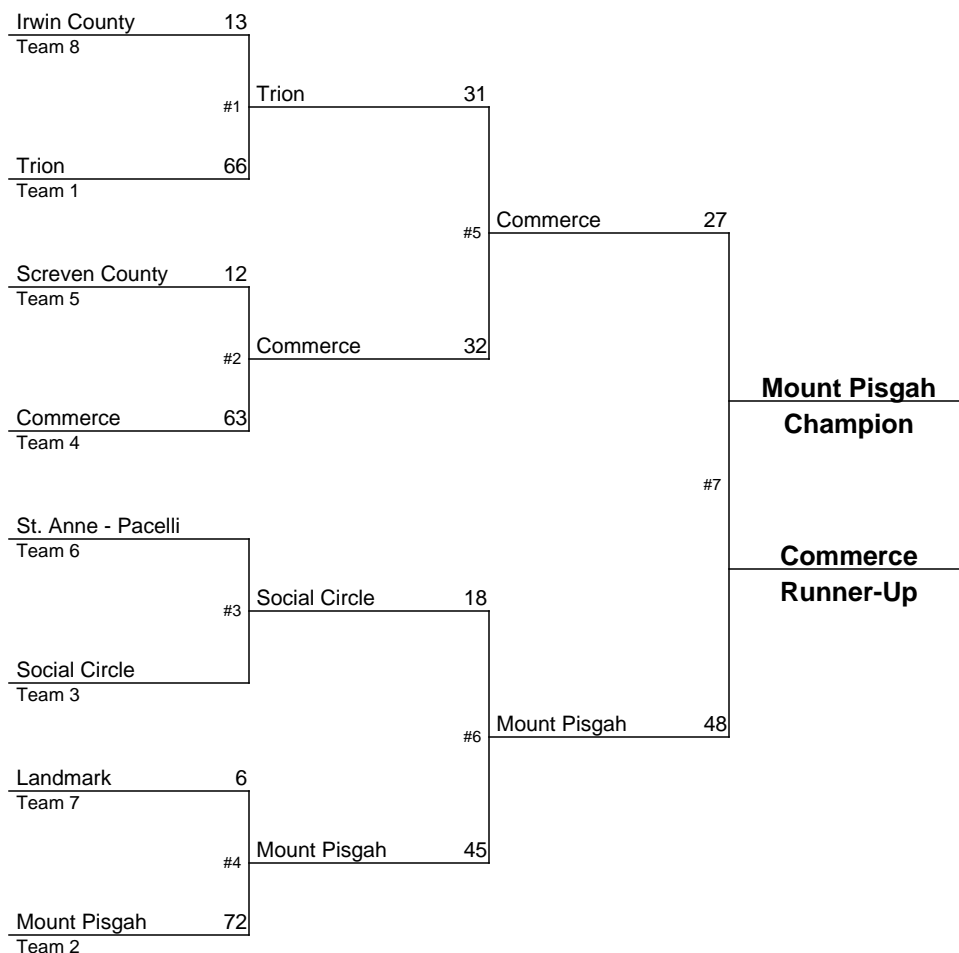 Irwin County 13
Team 8
#1 Trion 31
Trion 66
Team 1
#5 Commerce 27
Screven County 12
Team 5
#2 Commerce 32
Commerce 63
Team 4
Mount Pisgah
Champion
#7
St. Anne - Pacelli
Team 6
#3 Social Circle 18
Social Circle
Team 3
Commerce
Runner-Up
#6 Mount Pisgah 48
Landmark 6
Team 7
#4 Mount Pisgah 45
Mount Pisgah 72
Team 2